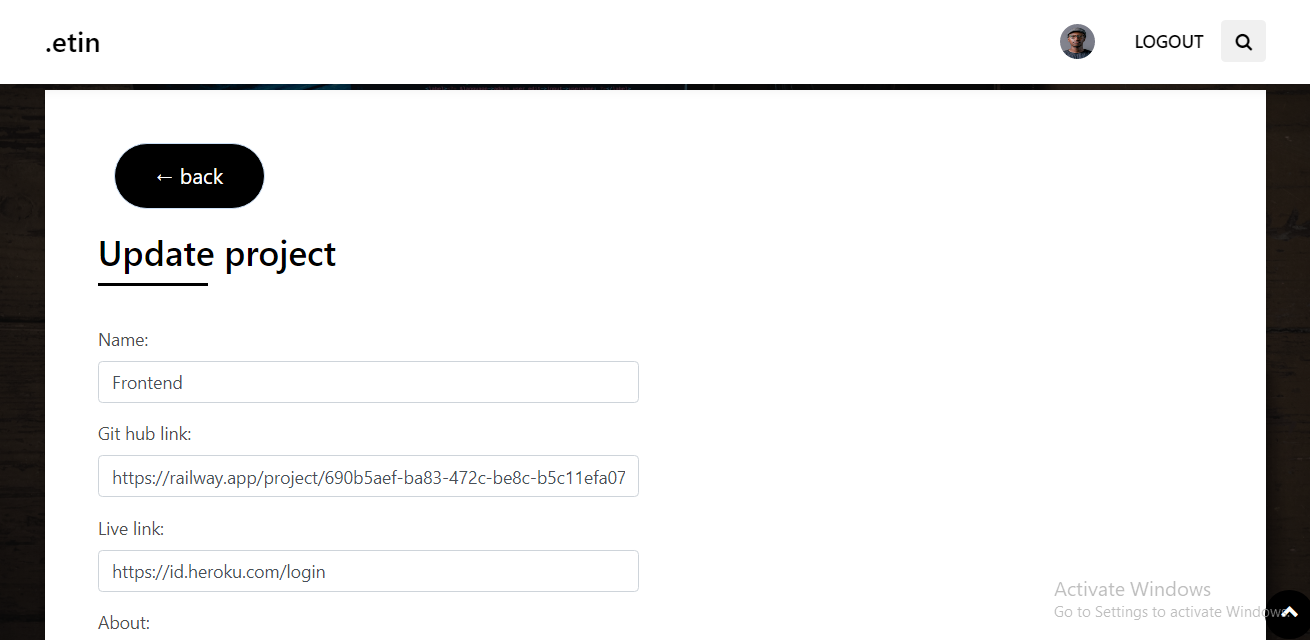 .etin
LOGOUT
← back
Update project
Name:
Frontend
Git hub link:
https://railway.app/project/690b5aef-ba83-472c-be8c-b5c11efa07
Live link:
https://id.heroku.com/login
About:
Activate Windows
Go to Settings to activate Windows.